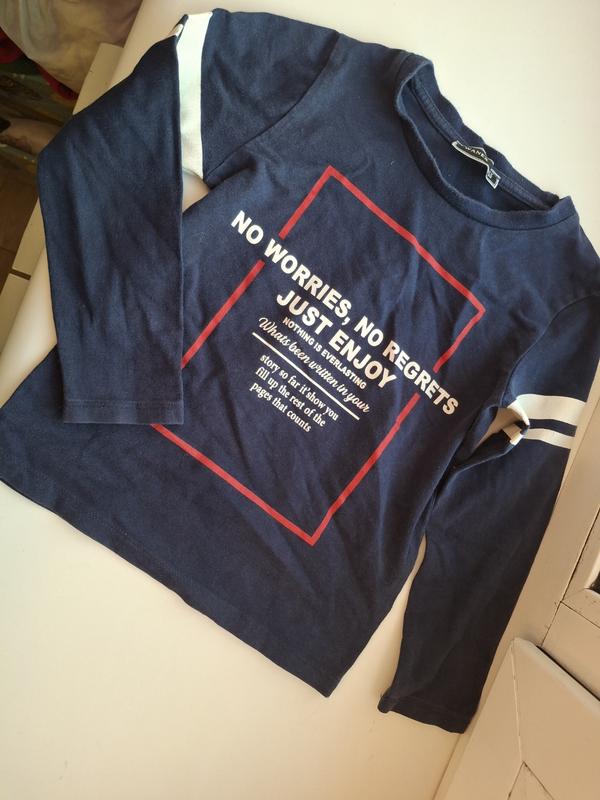 NO WORRIES, NO REGRETS
JUST ENJOY
NOTHING IS EVERLASTING
Whats been written in your
story so far it'show you
fill up the rest of the
pages that counts